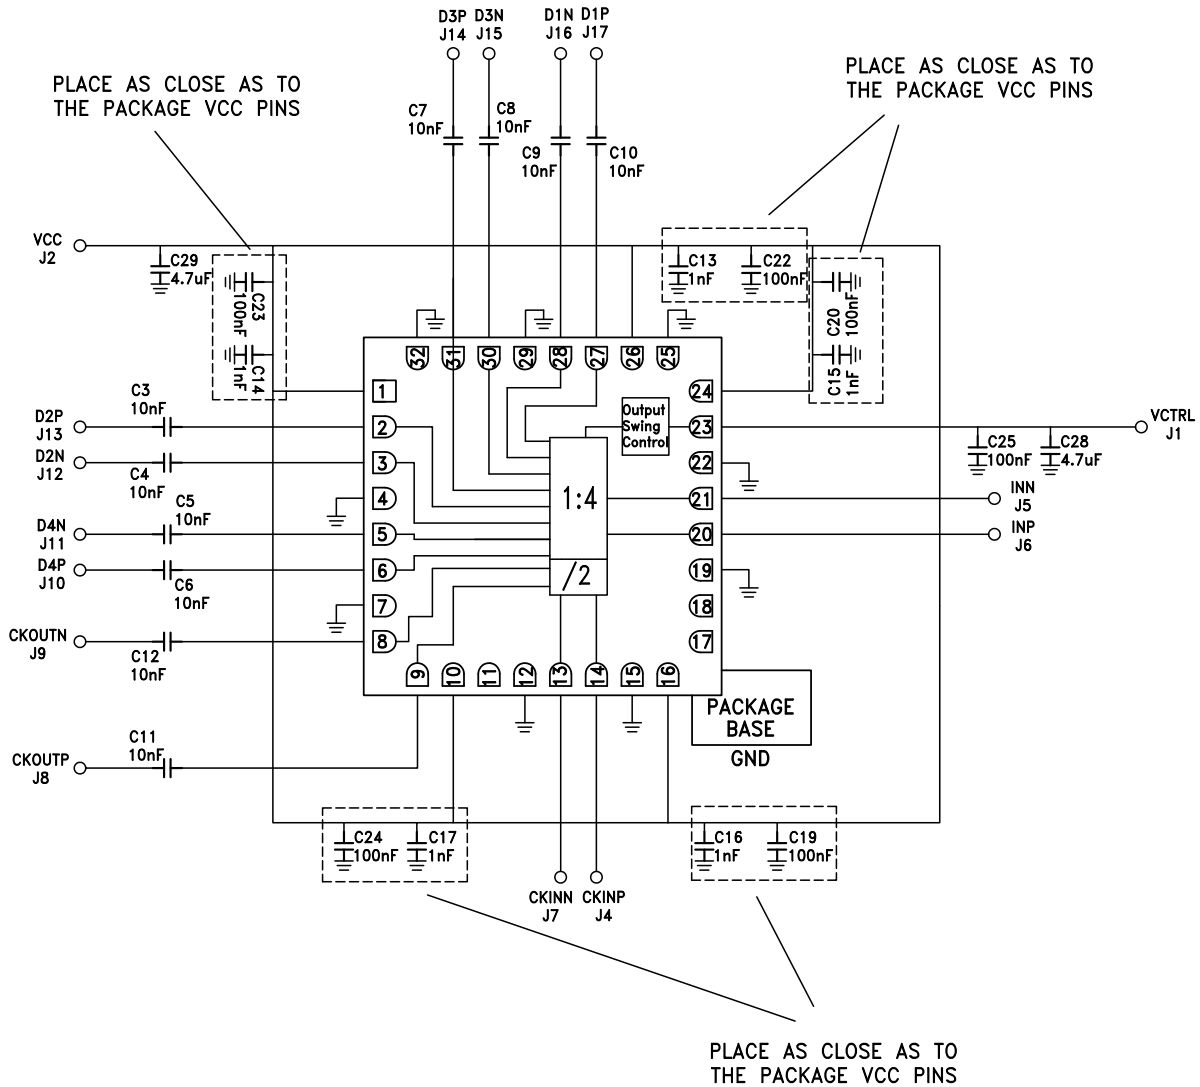 D3P
J14
D3N
J15
D1N
J16
D1P
J17
PLACE AS CLOSE AS TO
THE PACKAGE VCC PINS
PLACE AS CLOSE AS TO
THE PACKAGE VCC PINS
C7
10nF
C8
10nF
C9
10nF
C10
10nF
VCC
J2
C29
4.7uF
C23
100nF
C14
1nF
C13
1nF
C22
100nF
C20
100nF
C15
1nF
32
31
30
29
28
27
26
25
1
2
3
4
5
6
7
8
24
23
22
21
20
19
18
17
9
10
11
12
13
14
15
16
Output
Swing
Control
1:4
/2
C3
10nF
D2P
J13
D2N
J12
C4
10nF
C5
10nF
D4N
J11
D4P
J10
C6
10nF
CKOUTN
J9
C12
10nF
C11
10nF
CKOUTP
J8
VCTRL
J1
C25
100nF
C28
4.7uF
INN
J5
INP
J6
PACKAGE
BASE
GND
C24
100nF
C17
1nF
C16
1nF
C19
100nF
CKINN
J7
CKINP
J4
PLACE AS CLOSE AS TO
THE PACKAGE VCC PINS